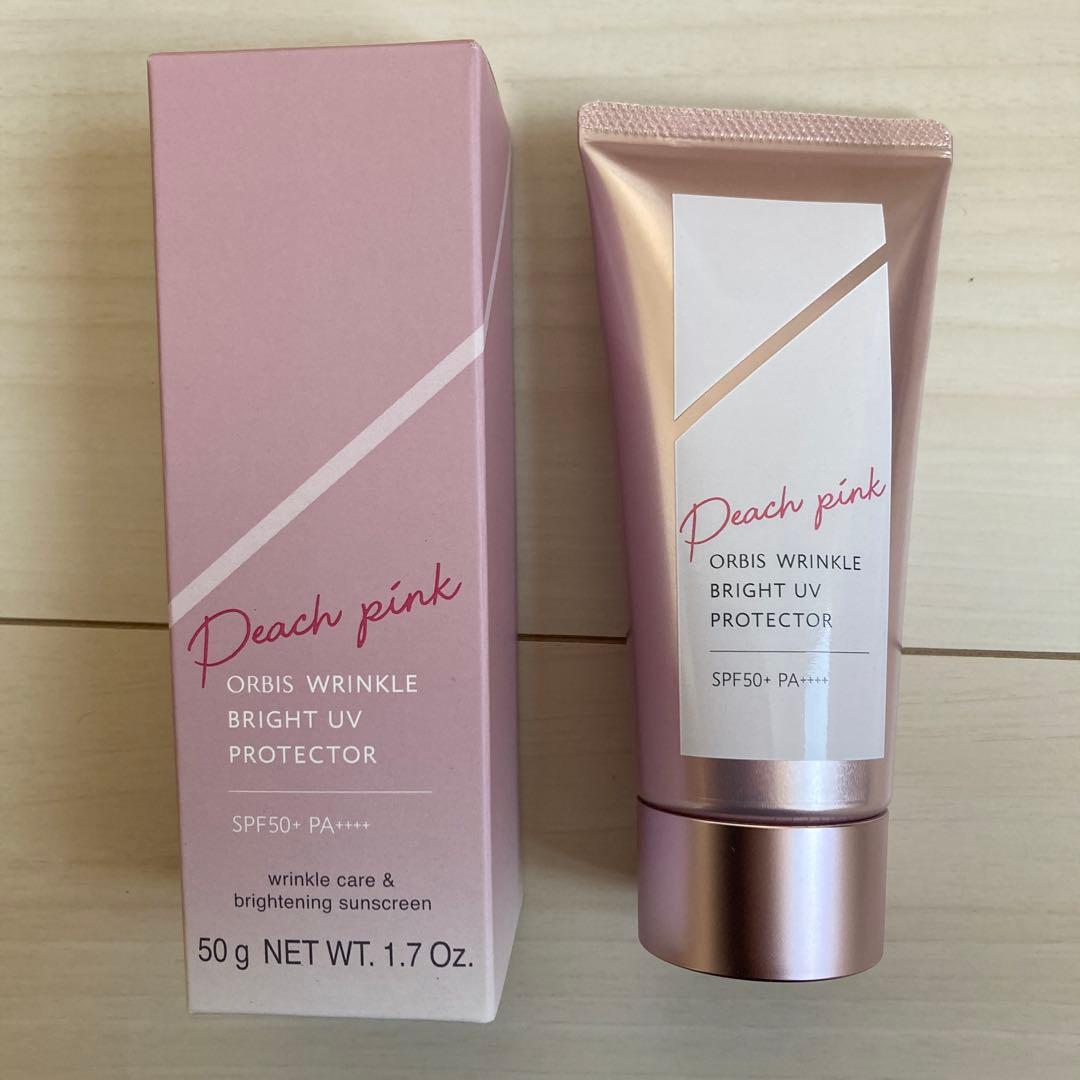 Peach pink
ORBIS WRINKLE
BRIGHT UV
PROTECTOR
SPF50+ PA++++
wrinkle care &
brightening sunscreen
50 g NET WT. 1.7 Oz.
Peach pink
ORBIS WRINKLE
BRIGHT UV
PROTECTOR
SPF50+ PA++++